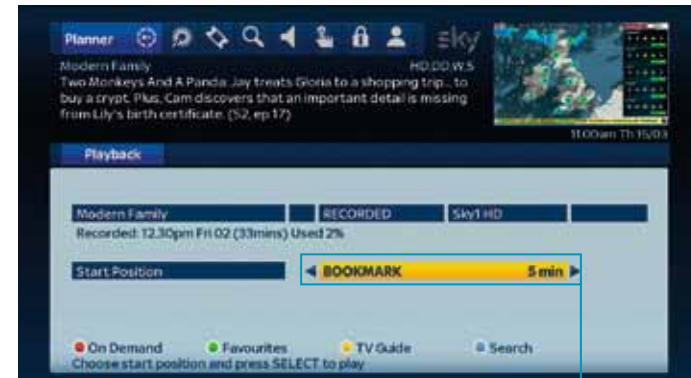 Planner sky
Modern Family HD,DD,W,S
Two Monkeys And A Panda: Jay treats Gloria to a shopping trip... to
buy a crypt. Plus, Cam discovers that an important detail is missing
from Lily's birth certificate. (S2, ep 17)
11.00am Th 15/03
Playback
Modern Family RECORDED Sky1 HD
Recorded: 12.30pm Fri 02 (33mins) Used 2%
Start Position BOOKMARK 5 min
On Demand Favourites TV Guide Search
Choose start position and press SELECT to play